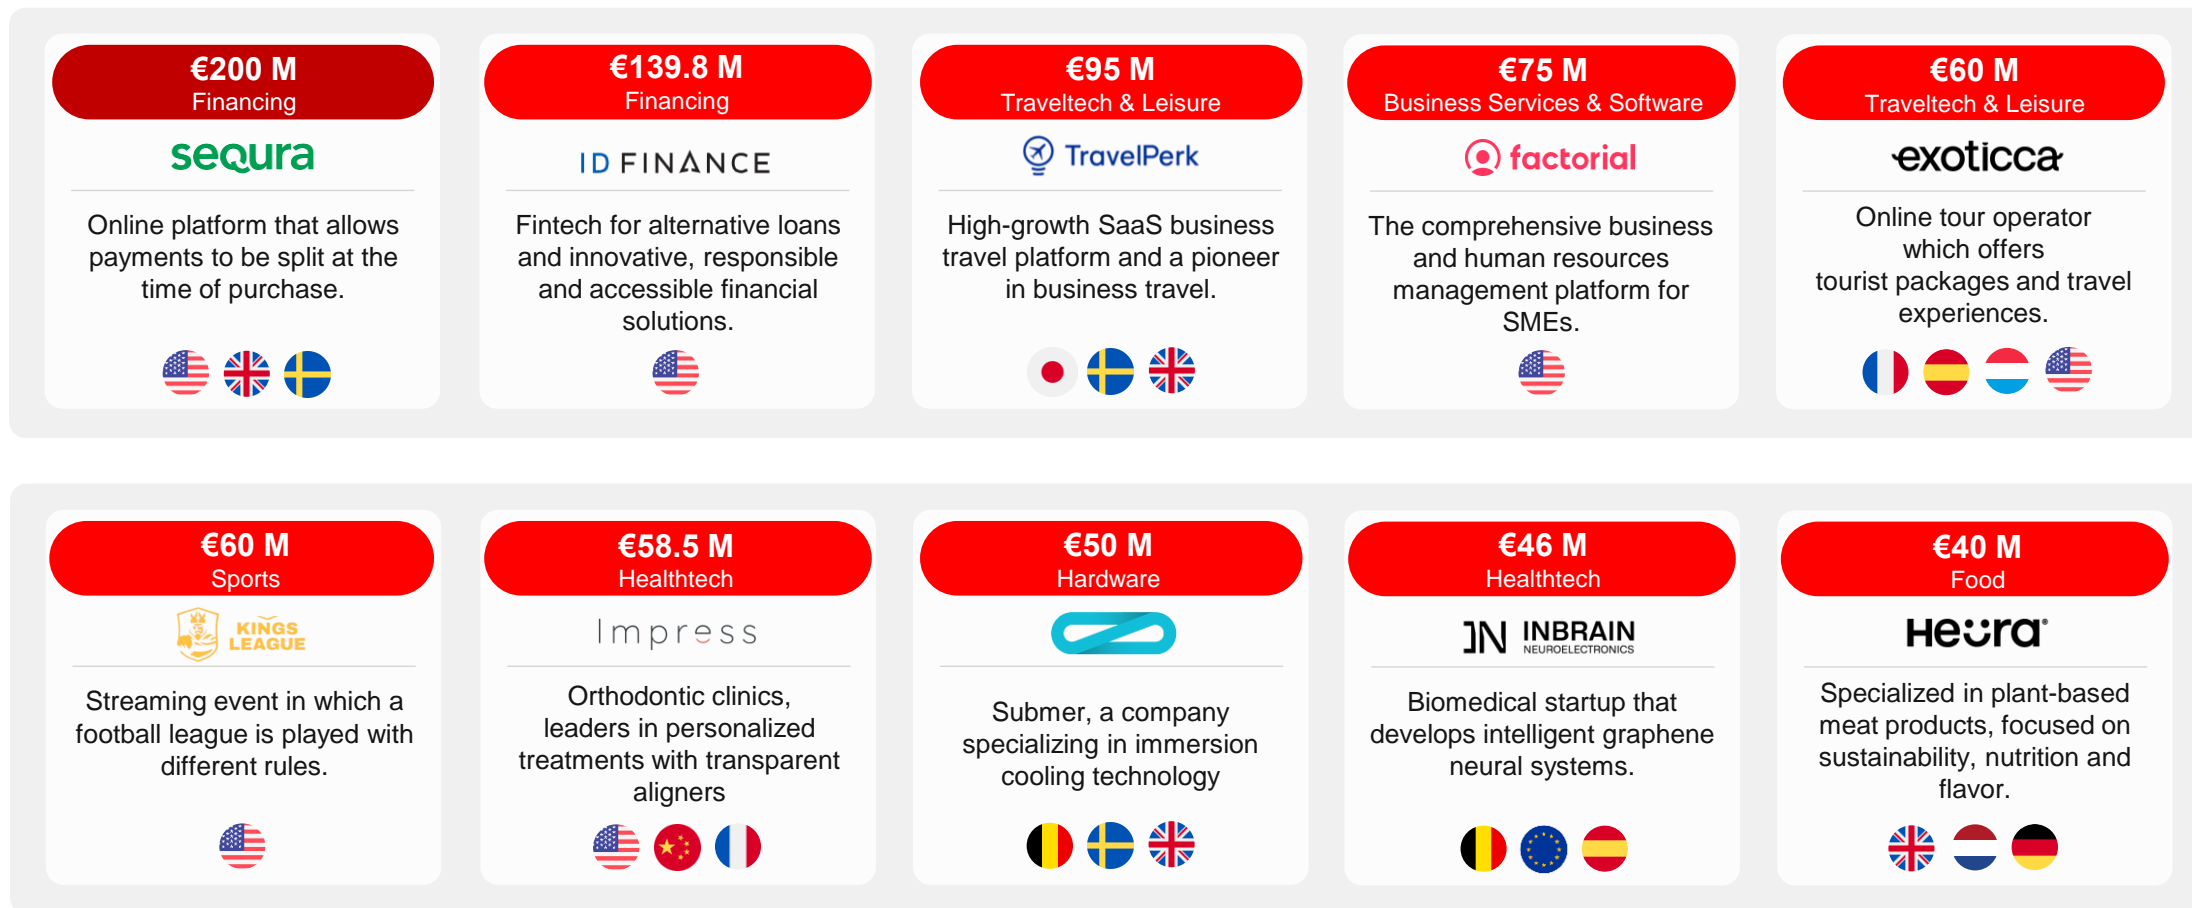 €200 M
Financing
seQura
Online platform that allows
payments to be split at the
time of purchase.
€139.8 M
Financing
ID FINANCE
Fintech for alternative loans
and innovative, responsible
and accessible financial
solutions.
€95 M
Traveltech & Leisure
TravelPerk
High-growth SaaS business
travel platform and a pioneer
in business travel.
€75 M
Business Services & Software
factorial
The comprehensive business
and human resources
management platform for
SMEs.
€60 M
Traveltech & Leisure
exoticca
Online tour operator
which offers
tourist packages and travel
experiences.
€60 M
Sports
KINGS
LEAGUE
Streaming event in which a
football league is played with
different rules.
€58.5 M
Healthtech
Impress
Orthodontic clinics,
leaders in personalized
treatments with transparent
aligners
€50 M
Hardware
Submer, a company
specializing in immersion
cooling technology
€46 M
Healthtech
IN INBRAIN
NEUROELECTRONICS
Biomedical startup that
develops intelligent graphene
neural systems.
€40 M
Food
Heüra®
Specialized in plant-based
meat products, focused on
sustainability, nutrition and
flavor.